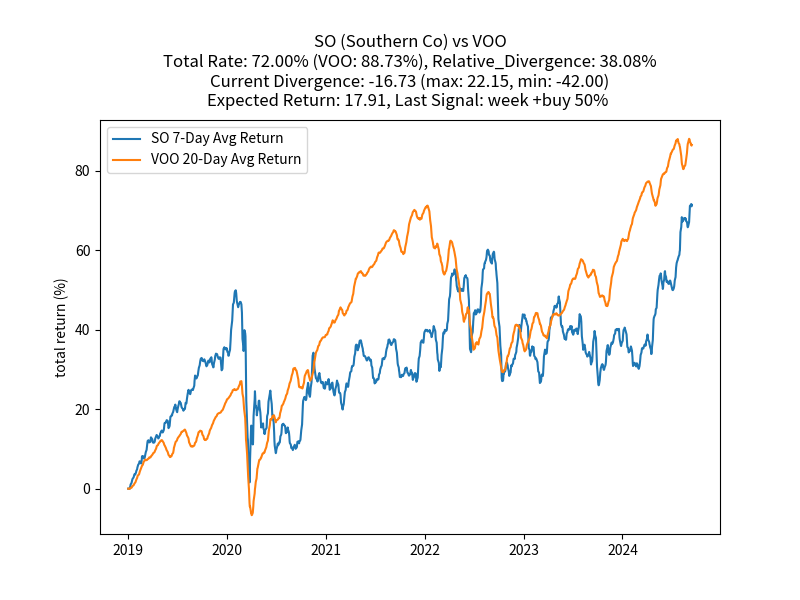 SO (Southern Co) vs VOO
Total Rate: 72.00% (VOO: 88.73%), Relative_Divergence: 38.08%
Current Divergence: -16.73 (max: 22.15, min: -42.00)
Expected Return: 17.91, Last Signal: week +buy 50%
SO 7-Day Avg Return
VOO 20-Day Avg Return
total return (%)
80
60
40
20
0
2019
2020
2021
2022
2023
2024